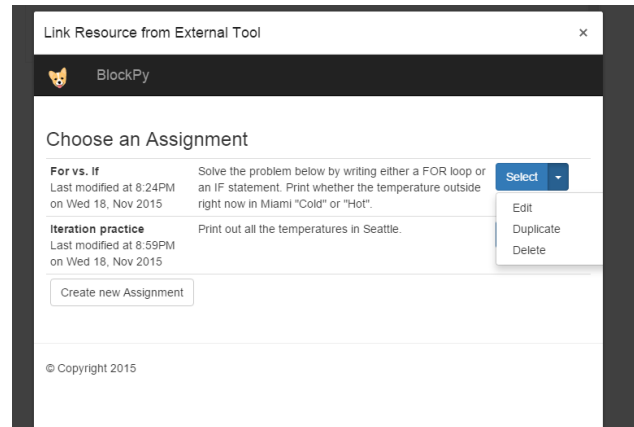 Link Resource from External Tool ×
BlockPy
Choose an Assignment
For vs. If
Last modified at 8:24PM
on Wed 18, Nov 2015
Solve the problem below by writing either a FOR loop or
an IF statement. Print whether the temperature outside
right now in Miami "Cold" or "Hot".
Select
Edit
Duplicate
Delete
Iteration practice
Last modified at 8:59PM
on Wed 18, Nov 2015
Print out all the temperatures in Seattle.
Create new Assignment
© Copyright 2015